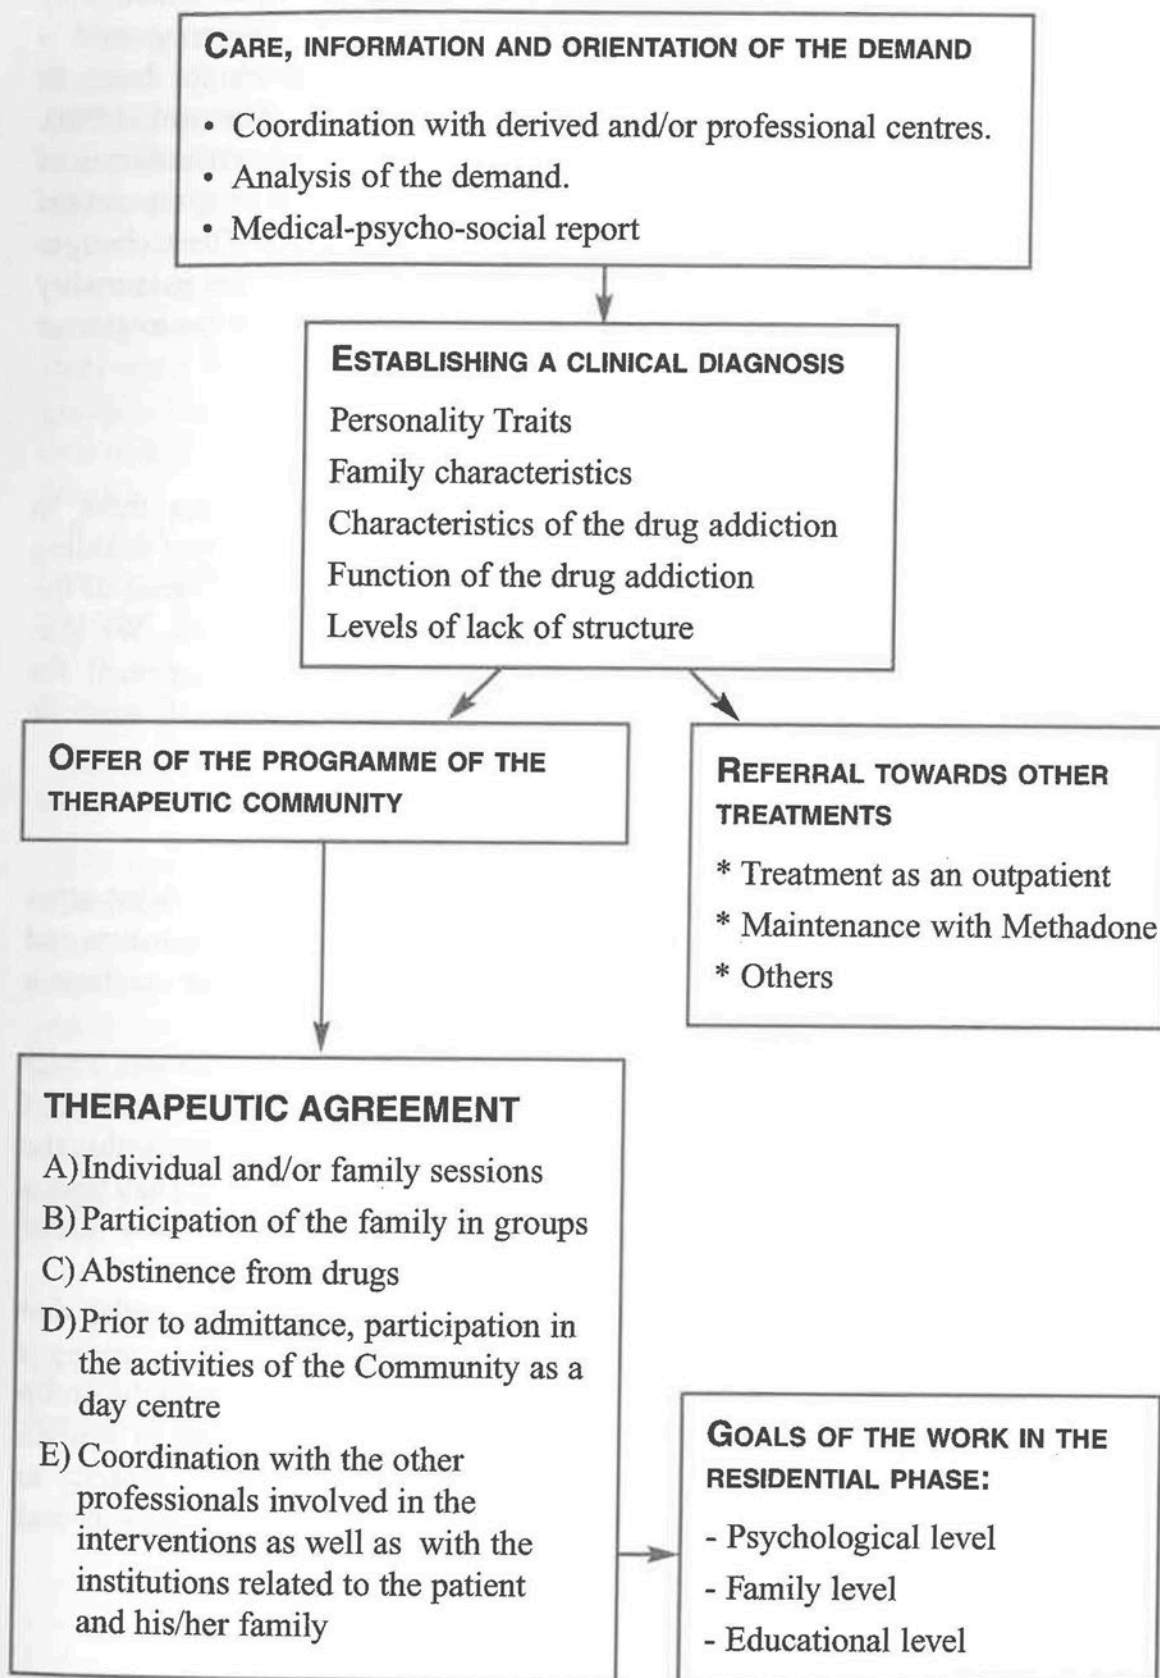 CARE, INFORMATION AND ORIENTATION OF THE DEMAND
• Coordination with derived and/or professional centres.
• Analysis of the demand.
• Medical-psycho-social report
ESTABLISHING A CLINICAL DIAGNOSIS
Personality Traits
Family characteristics
Characteristics of the drug addiction
Function of the drug addiction
Levels of lack of structure
OFFER OF THE PROGRAMME OF THE
THERAPEUTIC COMMUNITY
REFERRAL TOWARDS OTHER
TREATMENTS
* Treatment as an outpatient
* Maintenance with Methadone
* Others
THERAPEUTIC AGREEMENT
A) Individual and/or family sessions
B) Participation of the family in groups
C) Abstinence from drugs
D) Prior to admittance, participation in
the activities of the Community as a
day centre
E) Coordination with the other
professionals involved in the
interventions as well as with the
institutions related to the patient
and his/her family
GOALS OF THE WORK IN THE
RESIDENTIAL PHASE:
- Psychological level
- Family level
- Educational level